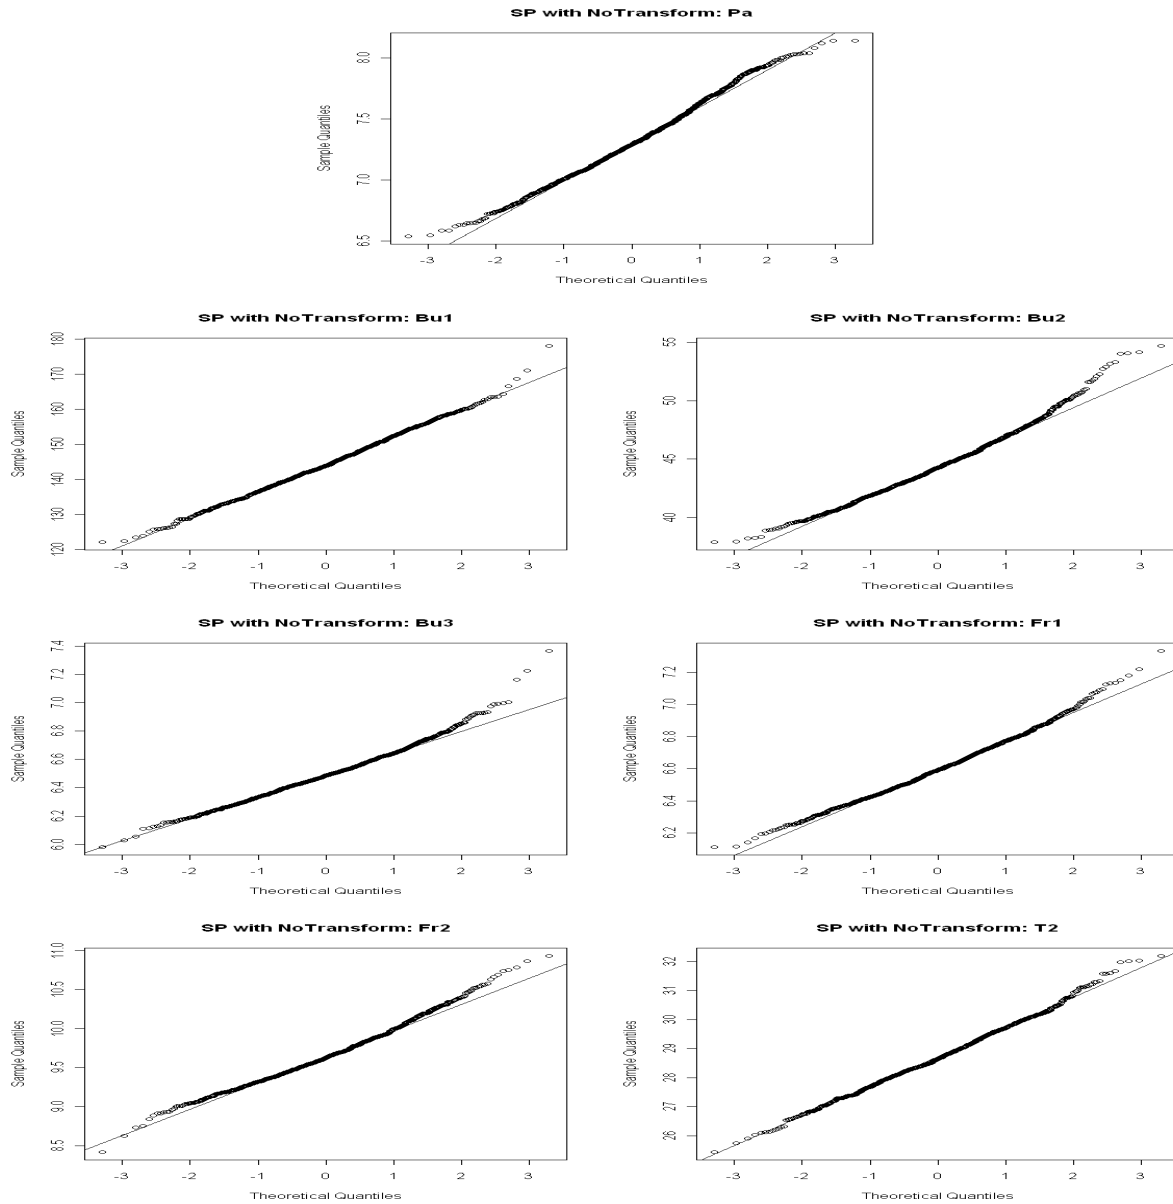 SP with NoTransform: Pa
Sample Quantiles
8.0
7.5
7.0
6.5
-3 -2 -1 0 1 2 3
Theoretical Quantiles
SP with NoTransform: Bu1
Sample Quantiles
180
170
160
150
140
130
120
-3 -2 -1 0 1 2 3
Theoretical Quantiles
SP with NoTransform: Bu2
Sample Quantiles
55
50
45
40
-3 -2 -1 0 1 2 3
Theoretical Quantiles
SP with NoTransform: Bu3
Sample Quantiles
7.4
7.2
7.0
6.8
6.6
6.4
6.2
6.0
-3 -2 -1 0 1 2 3
Theoretical Quantiles
SP with NoTransform: Fr1
Sample Quantiles
7.2
7.0
6.8
6.6
6.4
6.2
-3 -2 -1 0 1 2 3
Theoretical Quantiles
SP with NoTransform: Fr2
Sample Quantiles
11.0
10.5
10.0
9.5
9.0
8.5
-3 -2 -1 0 1 2 3
Theoretical Quantiles
SP with NoTransform: T2
Sample Quantiles
32
31
30
29
28
27
26
-3 -2 -1 0 1 2 3
Theoretical Quantiles